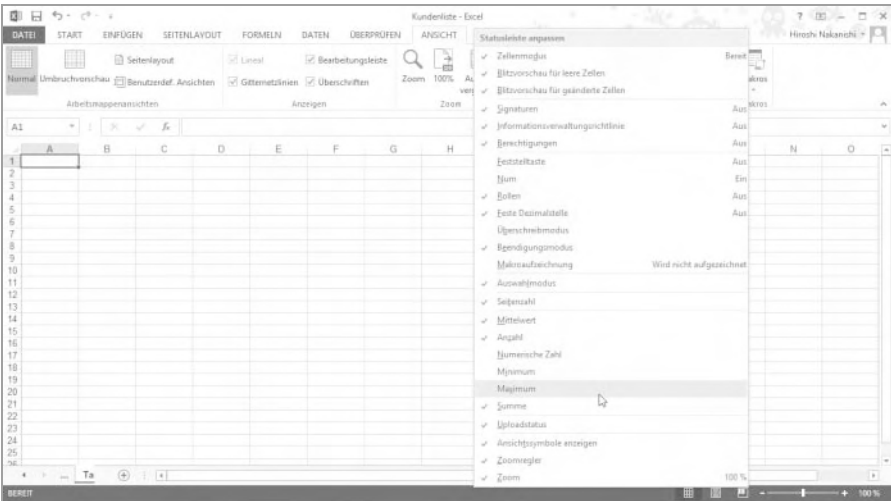 Kundenliste - Excel
DATEI START EINFÜGEN SEITENLAYOUT FORMELN DATEN ÜBERPRÜFEN ANSICHT Hiroshi Nakanishi
Normal Umbruchvorschau Seitenlayout
Benutzerdef. Ansichten
Arbeitsmappenansichten
Lineal Bearbeitungsleiste
Gitternetzlinien Überschriften
Anzeigen
Zoom 100%
Zoom
A1
A B C D E F G H N O
1
2
3
4
5
6
7
8
9
10
11
12
13
14
15
16
17
18
19
20
21
22
23
24
25
26
Statusleiste anpassen
Zellenmodus Bereit
Blitzvorschau für leere Zellen
Blitzvorschau für geänderte Zellen
Signaturen Aus
Informationsverwaltungsrichtlinie Aus
Berechtigungen Aus
Feststelltaste Aus
Num Ein
Rollen Aus
Feste Dezimalstelle Aus
Überschreibmodus
Beendigungsmodus
Makroaufzeichnung Wird nicht aufgezeichnet
Auswahlmodus
Seitenzahl
Mittelwert
Anzahl
Numerische Zahl
Minimum
Maximum
Summe
Uploadstatus
Ansichtssymbole anzeigen
Zoomregler
Zoom 100 %
... Ta
BEREIT 100 %